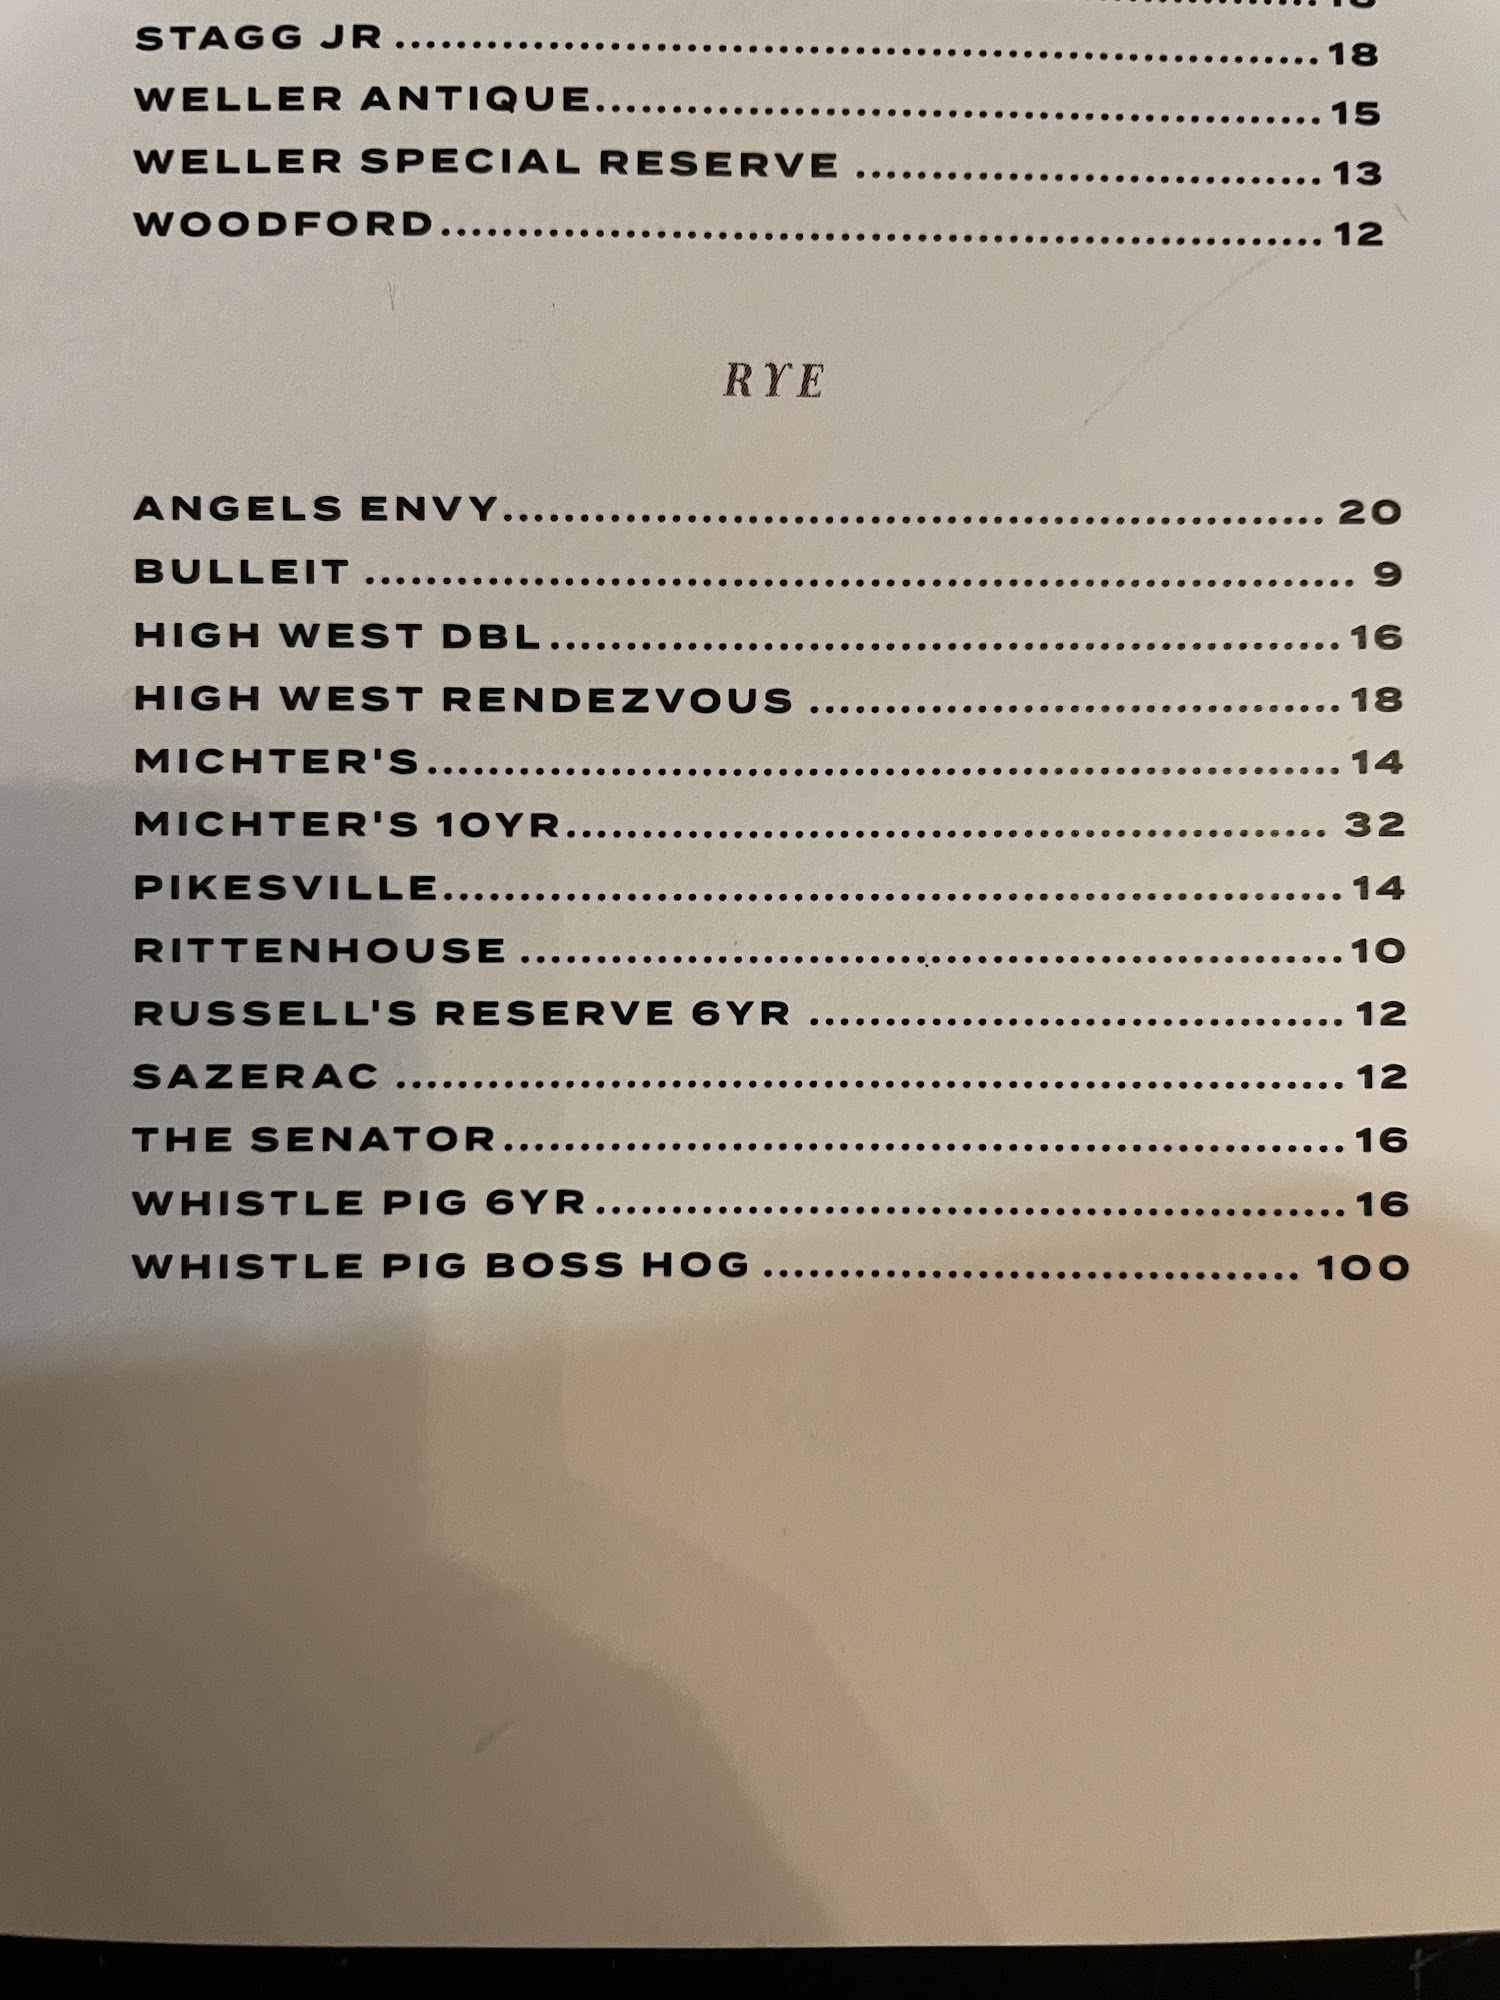 STAGG JR ........................................................... 18
WELLER ANTIQUE............................................... 15
WELLER SPECIAL RESERVE .............................. 13
WOODFORD......................................................... 12
RYE
ANGELS ENVY..................................................... 20
BULLEIT ................................................................ 9
HIGH WEST DBL................................................... 16
HIGH WEST RENDEZVOUS .................................. 18
MICHTER'S........................................................... 14
MICHTER'S 10YR................................................. 32
PIKESVILLE.......................................................... 14
RITTENHOUSE ..................................................... 10
RUSSELL'S RESERVE 6YR .................................. 12
SAZERAC ............................................................. 12
THE SENATOR...................................................... 16
WHISTLE PIG 6YR................................................ 16
WHISTLE PIG BOSS HOG .................................. 100